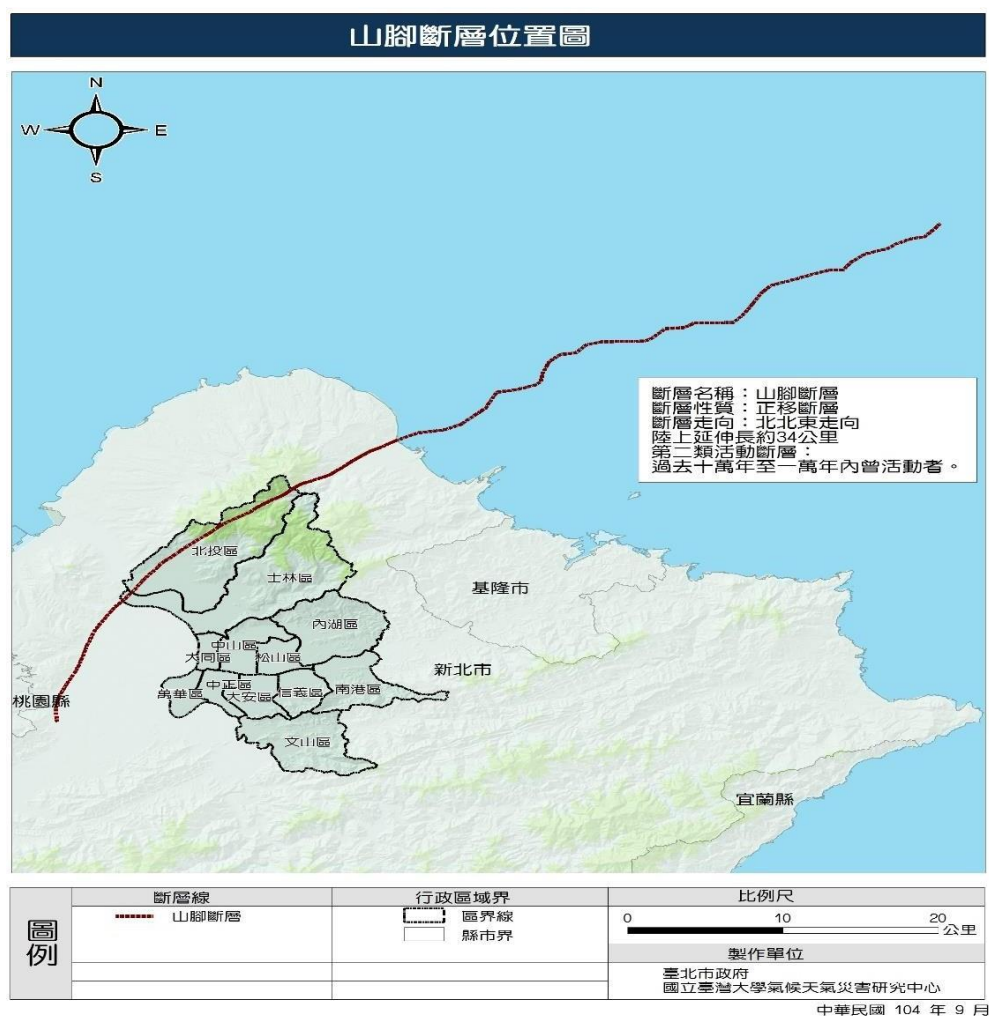 山腳斷層位置圖
N
W
E
S
斷層名稱：山腳斷層
斷層性質：正移斷層
斷層走向：北北東走向
陸上延伸長約34公里
第二類活動斷層：
過去十萬年至一萬年內曾活動者。
北投區
士林區
基隆市
內湖區
中山區
大同區
松山區
新北市
中正區
萬華區
大安區
信義區
南港區
桃園縣
文山區
宜蘭縣
圖例
斷層線
山腳斷層
行政區域界
區界線
縣市界
比例尺
0 10 20
公里
製作單位
臺北市政府
國立臺灣大學氣候天氣災害研究中心
中華民國 104 年 9 月